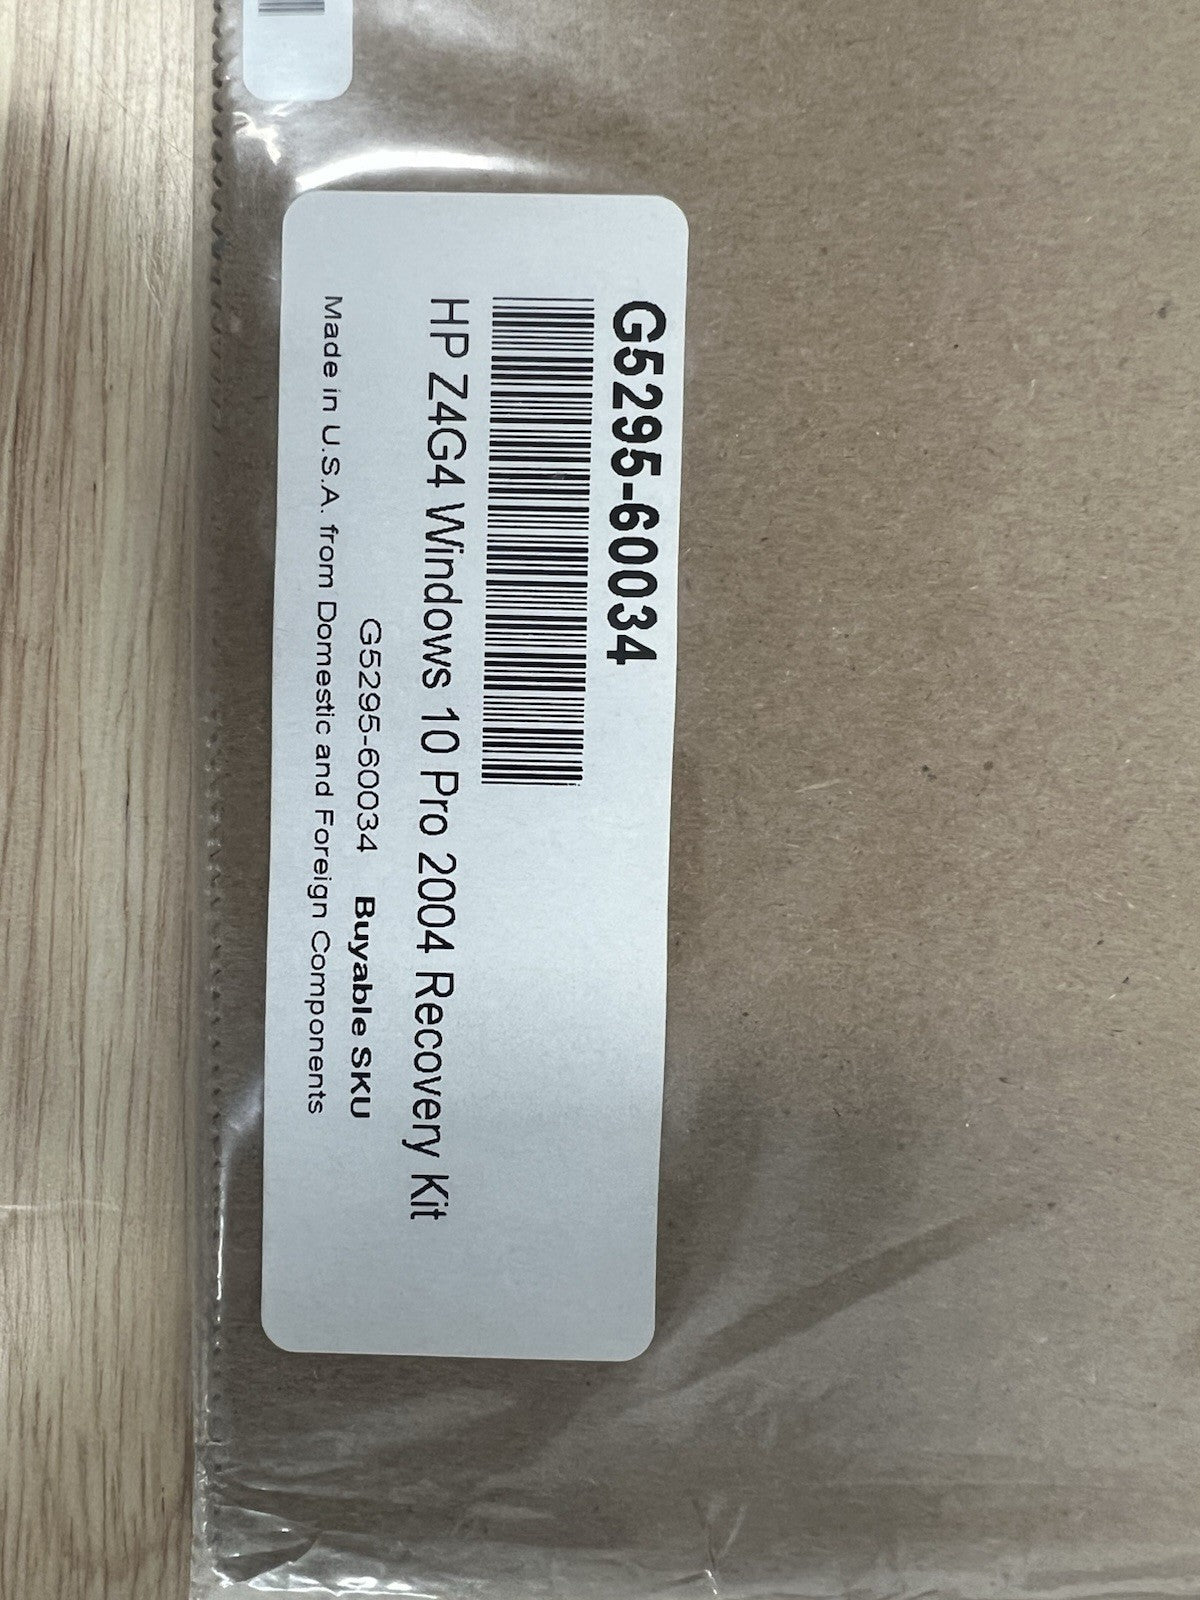 G5295-60034
HP Z4G4 Windows 10 Pro 2004 Recovery Kit
G5295-60034 Buyable SKU
Made in U.S.A. from Domestic and Foreign Components